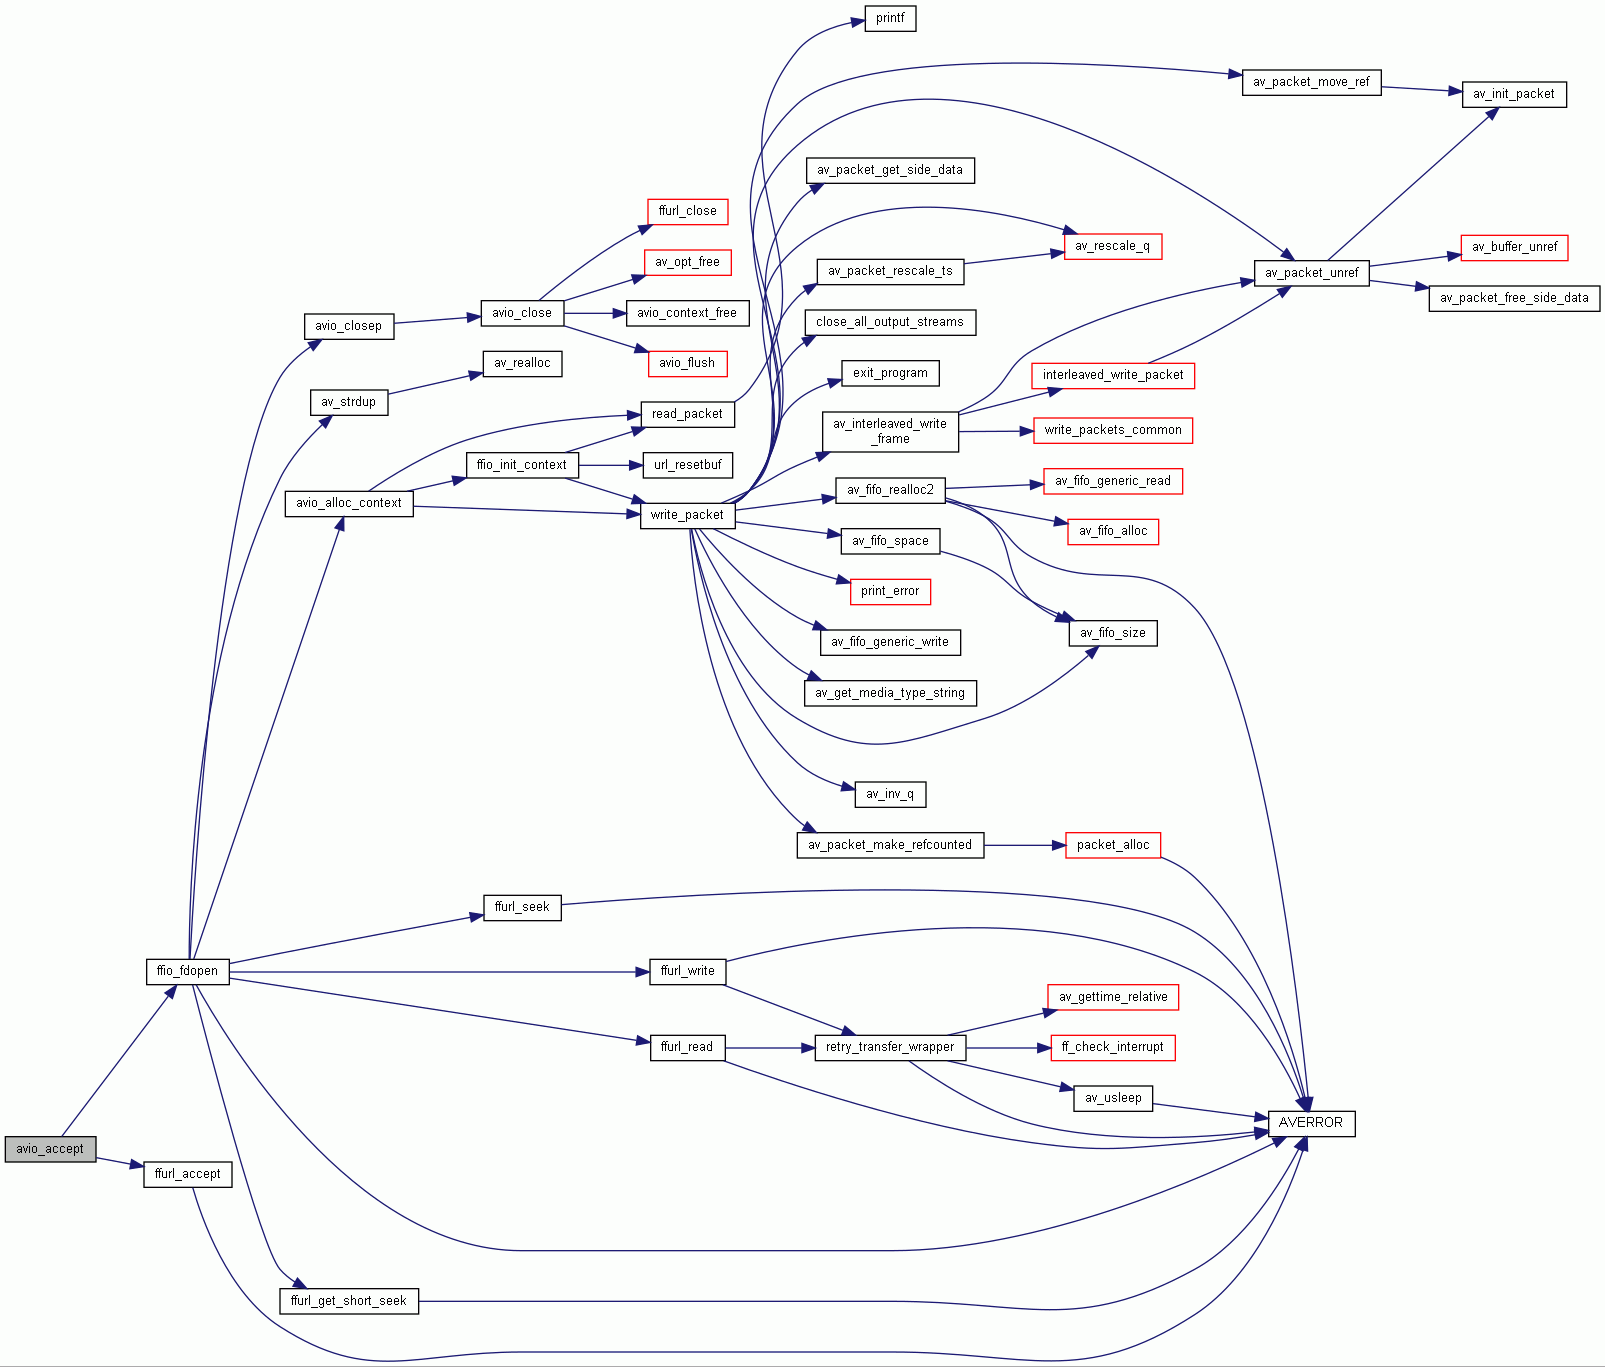 printf
av_packet_move_ref
av_init_packet
av_packet_get_side_data
ffurl_close
av_rescale_q
av_buffer_unref
av_opt_free
av_packet_rescale_ts
av_packet_unref
av_packet_free_side_data
avio_closep
avio_close
avio_context_free
close_all_output_streams
av_realloc
avio_flush
exit_program
interleaved_write_packet
av_strdup
read_packet
av_interleaved_write
_frame
write_packets_common
ffio_init_context
url_resetbuf
av_fifo_realloc2
av_fifo_generic_read
avio_alloc_context
write_packet
av_fifo_space
av_fifo_alloc
print_error
av_fifo_generic_write
av_fifo_size
av_get_media_type_string
av_inv_q
av_packet_make_refcounted
packet_alloc
ffurl_seek
ffio_fdopen
ffurl_write
av_gettime_relative
ffurl_read
retry_transfer_wrapper
ff_check_interrupt
av_usleep
AVERROR
avio_accept
ffurl_accept
ffurl_get_short_seek